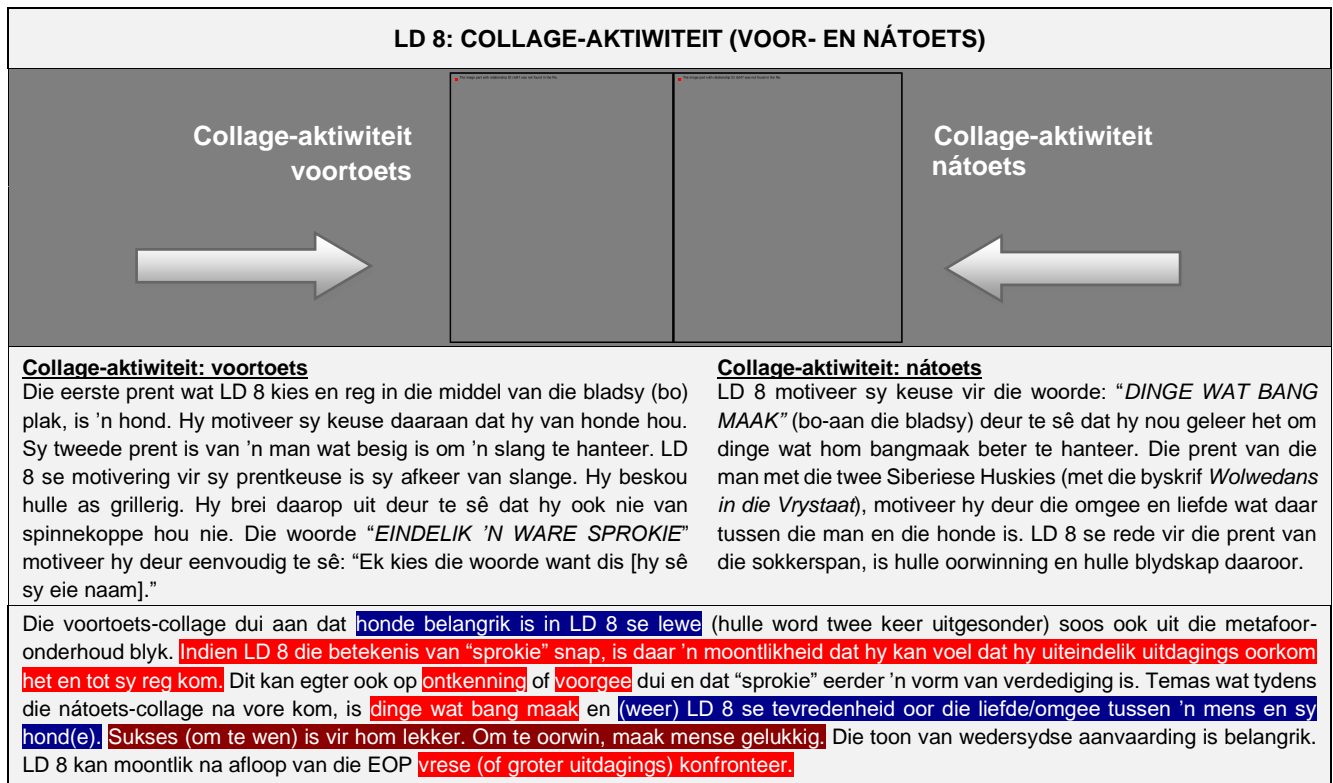 LD 8: COLLAGE-AKTIWITEIT (VOOR- EN NÁTOETS)
Collage-aktiwiteit
voortoets
Collage-aktiwiteit
nátoets
Collage-aktiwiteit: voortoets
Die eerste prent wat LD 8 kies en reg in die middel van die bladsy (bo)
plak, is ’n hond. Hy motiveer sy keuse daaraan dat hy van honde hou.
Sy tweede prent is van ’n man wat besig is om ’n slang te hanteer. LD
8 se motivering vir sy prentkeuse is sy afkeer van slange. Hy beskou
hulle as grillerig. Hy brei daarop uit deur te sê dat hy ook nie van
spinnekoppe hou nie. Die woorde “EINDELIK ’N WARE SPROKIE”
motiveer hy deur eenvoudig te sê: “Ek kies die woorde want dis [hy sê
sy eie naam].”
Collage-aktiwiteit: nátoets
LD 8 motiveer sy keuse vir die woorde: “DINGE WAT BANG
MAAK” (bo-aan die bladsy) deur te sê dat hy nou geleer het om
dinge wat hom bangmaak beter te hanteer. Die prent van die
man met die twee Siberiese Huskies (met die byskrif Wolwedans
in die Vrystaat), motiveer hy deur die omgee en liefde wat daar
tussen die man en die honde is. LD 8 se rede vir die prent van
die sokkerspan, is hulle oorwinning en hulle blydskap daaroor.
Die voortoets-collage dui aan dat honde belangrik is in LD 8 se lewe (hulle word twee keer uitgesonder) soos ook uit die metafoor-
onderhoud blyk. Indien LD 8 die betekenis van “sprokie” snap, is daar ’n moontlikheid dat hy kan voel dat hy uiteindelik uitdagings oorkom
het en tot sy reg kom. Dit kan egter ook op ontkenning of voorgee dui en dat “sprokie” eerder ’n vorm van verdediging is. Temas wat tydens
die nátoets-collage na vore kom, is dinge wat bang maak en (weer) LD 8 se tevredenheid oor die liefde/omgee tussen ’n mens en sy
hond(e). Sukses (om te wen) is vir hom lekker. Om te oorwin, maak mense gelukkig. Die toon van wedersydse aanvaarding is belangrik.
LD 8 kan moontlik na afloop van die EOP vrese (of groter uitdagings) konfronteer.